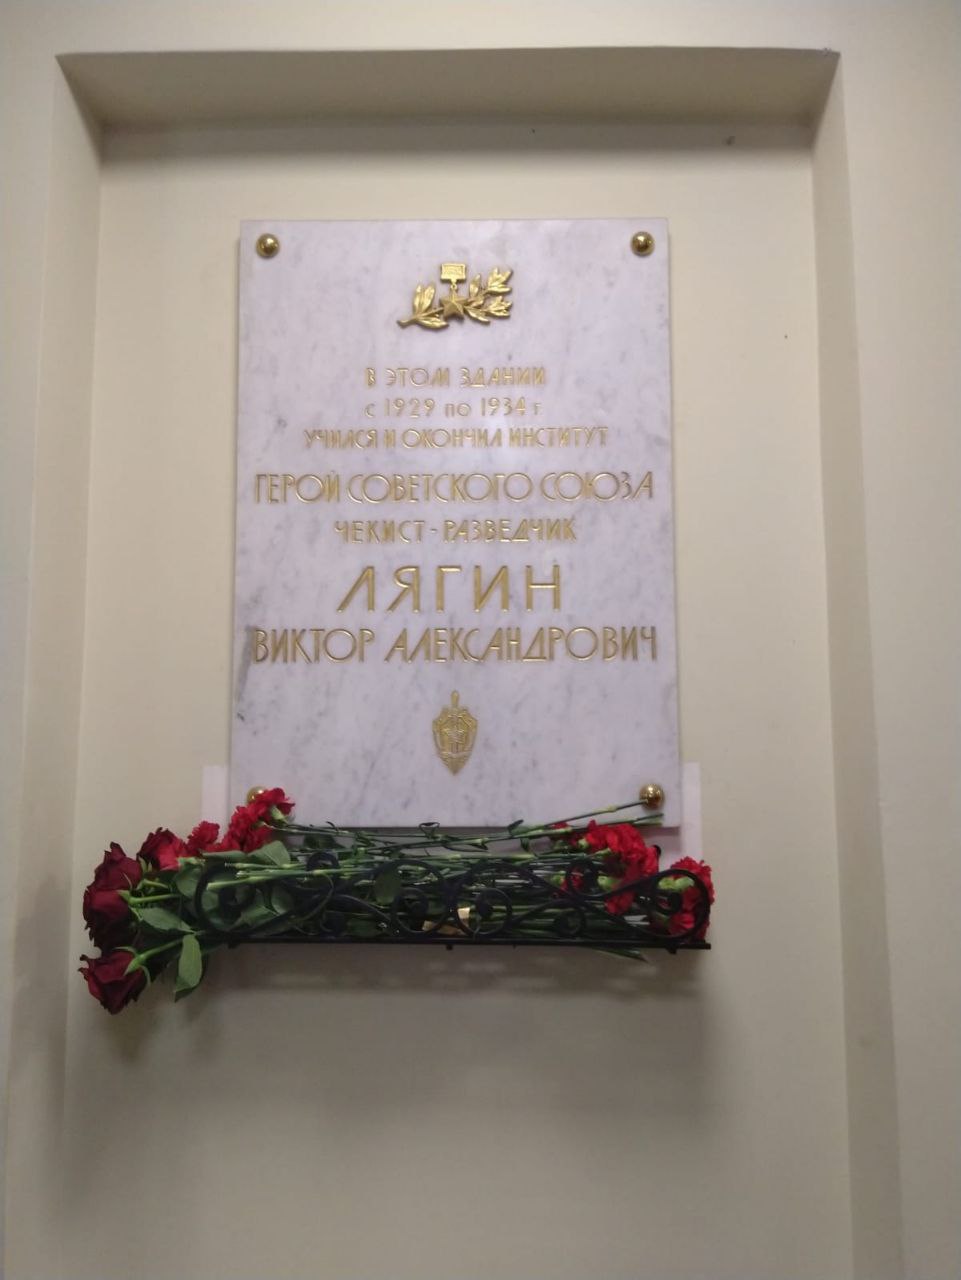 В ЭТОМ ЗДАНИИ
С 1929 ПО 1934 Г.
УЧИЛСЯ И ОКОНЧИЛ ИНСТИТУТ
ГЕРОЙ СОВЕТСКОГО СОЮЗА
ЧЕКИСТ-РАЗВЕДЧИК
ЛЯГИН
ВИКТОР АЛЕКСАНДРОВИЧ